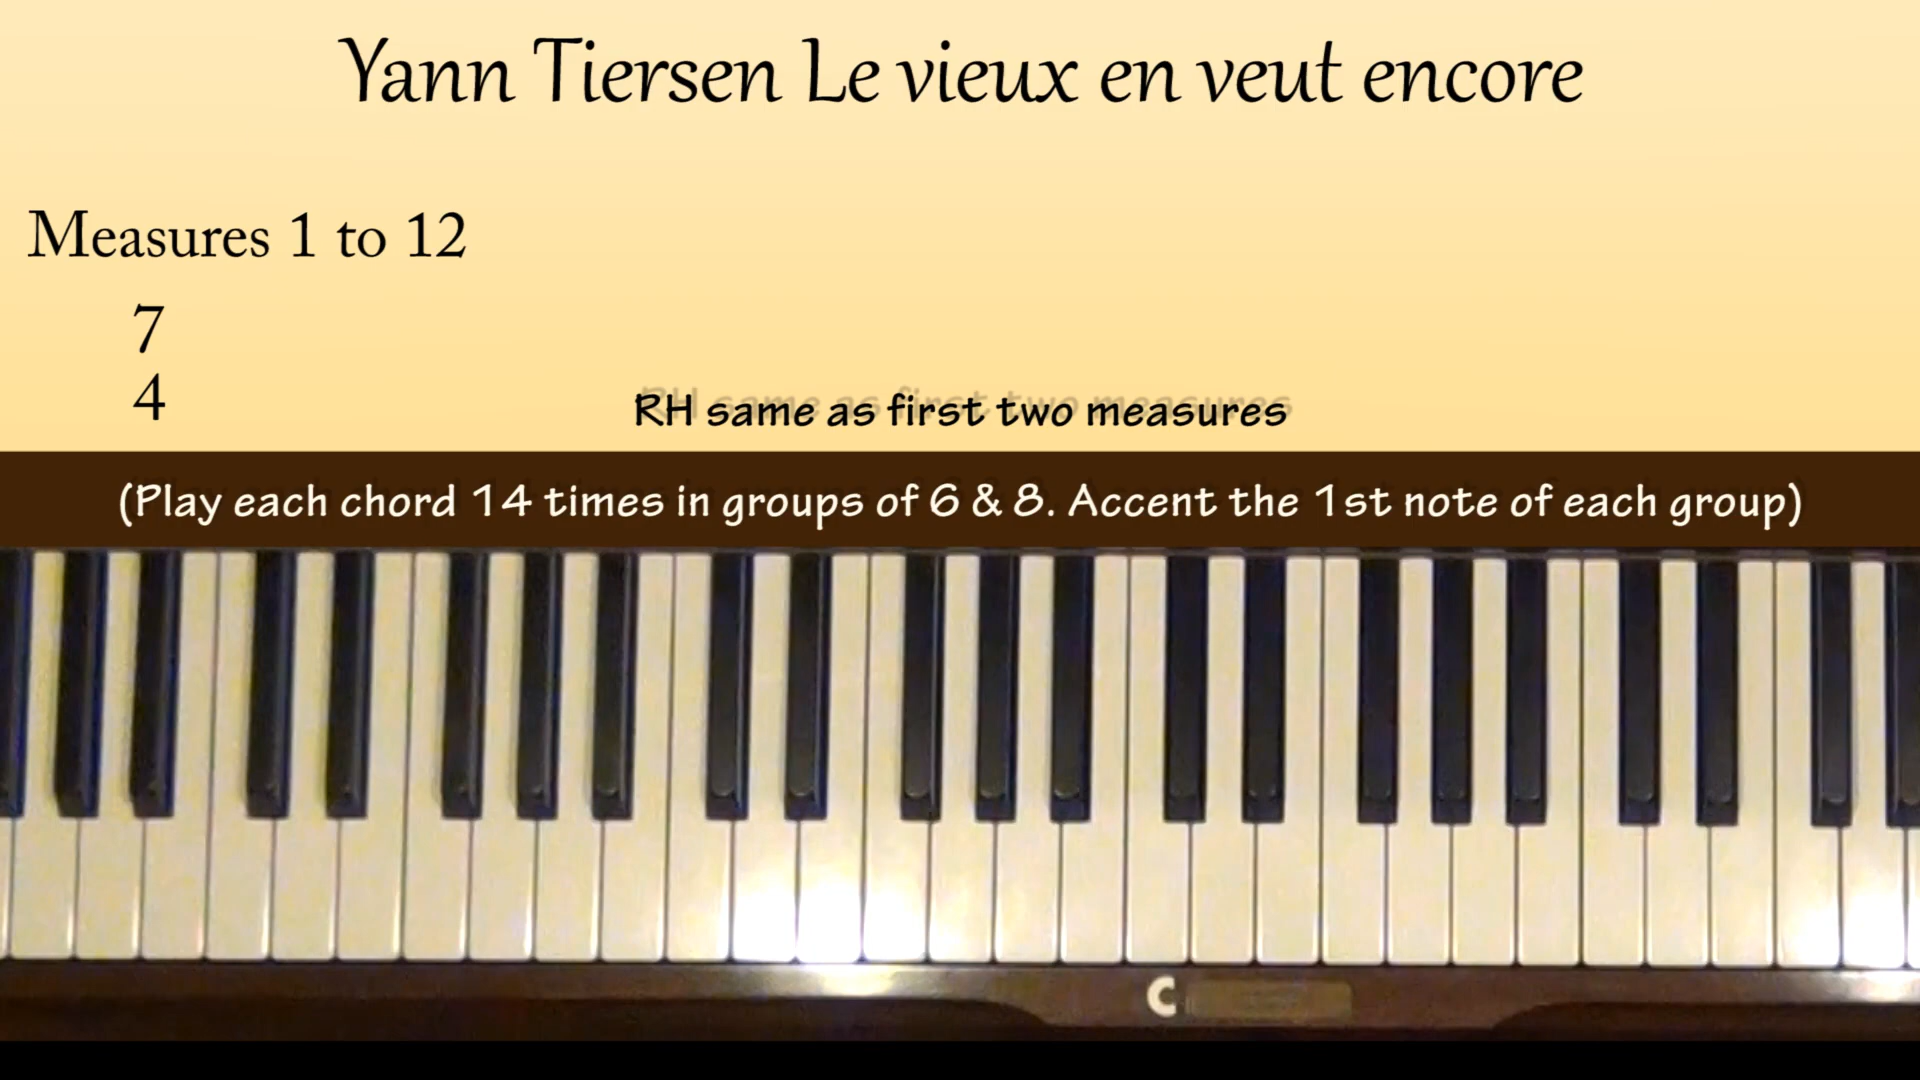 Yann Tiersen Le vieux en veut encore
Measures 1 to 12
7
4
RH same as first two measures
(Play each chord 14 times in groups of 6 & 8. Accent the 1st note of each group)
C